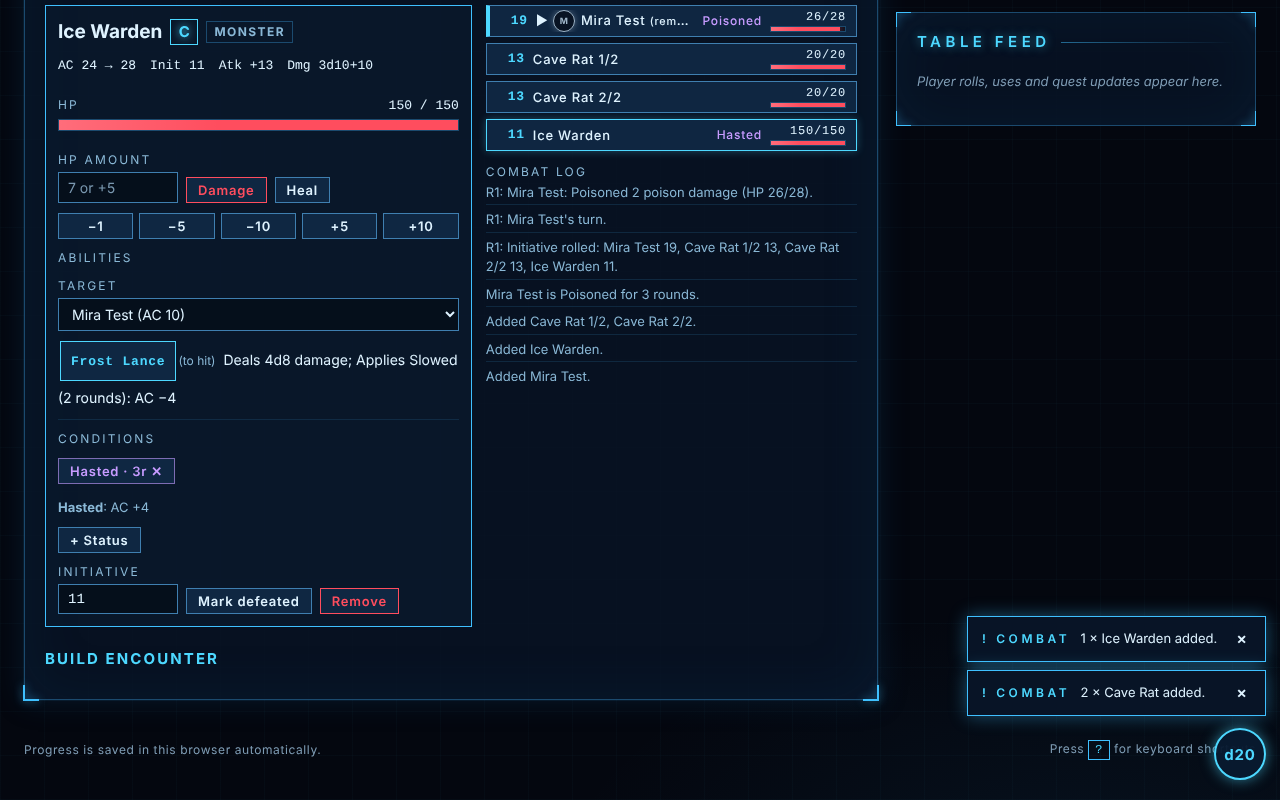 Ice Warden C MONSTER
AC 24 → 28 Init 11 Atk +13 Dmg 3d10+10
HP 150 / 150
HP AMOUNT
7 or +5 Damage Heal
−1 −5 −10 +5 +10
ABILITIES
TARGET
Mira Test (AC 10)
Frost Lance (to hit) Deals 4d8 damage; Applies Slowed
(2 rounds): AC −4
CONDITIONS
Hasted · 3r ×
Hasted: AC +4
+ Status
INITIATIVE
11 Mark defeated Remove
BUILD ENCOUNTER
19 ▶ M Mira Test (rem... Poisoned 26/28
13 Cave Rat 1/2 20/20
13 Cave Rat 2/2 20/20
11 Ice Warden Hasted 150/150
COMBAT LOG
R1: Mira Test: Poisoned 2 poison damage (HP 26/28).
R1: Mira Test's turn.
R1: Initiative rolled: Mira Test 19, Cave Rat 1/2 13, Cave Rat
2/2 13, Ice Warden 11.
Mira Test is Poisoned for 3 rounds.
Added Cave Rat 1/2, Cave Rat 2/2.
Added Ice Warden.
Added Mira Test.
TABLE FEED
Player rolls, uses and quest updates appear here.
! COMBAT 1 × Ice Warden added. ×
! COMBAT 2 × Cave Rat added. ×
Progress is saved in this browser automatically.
Press ? for keyboard
d20